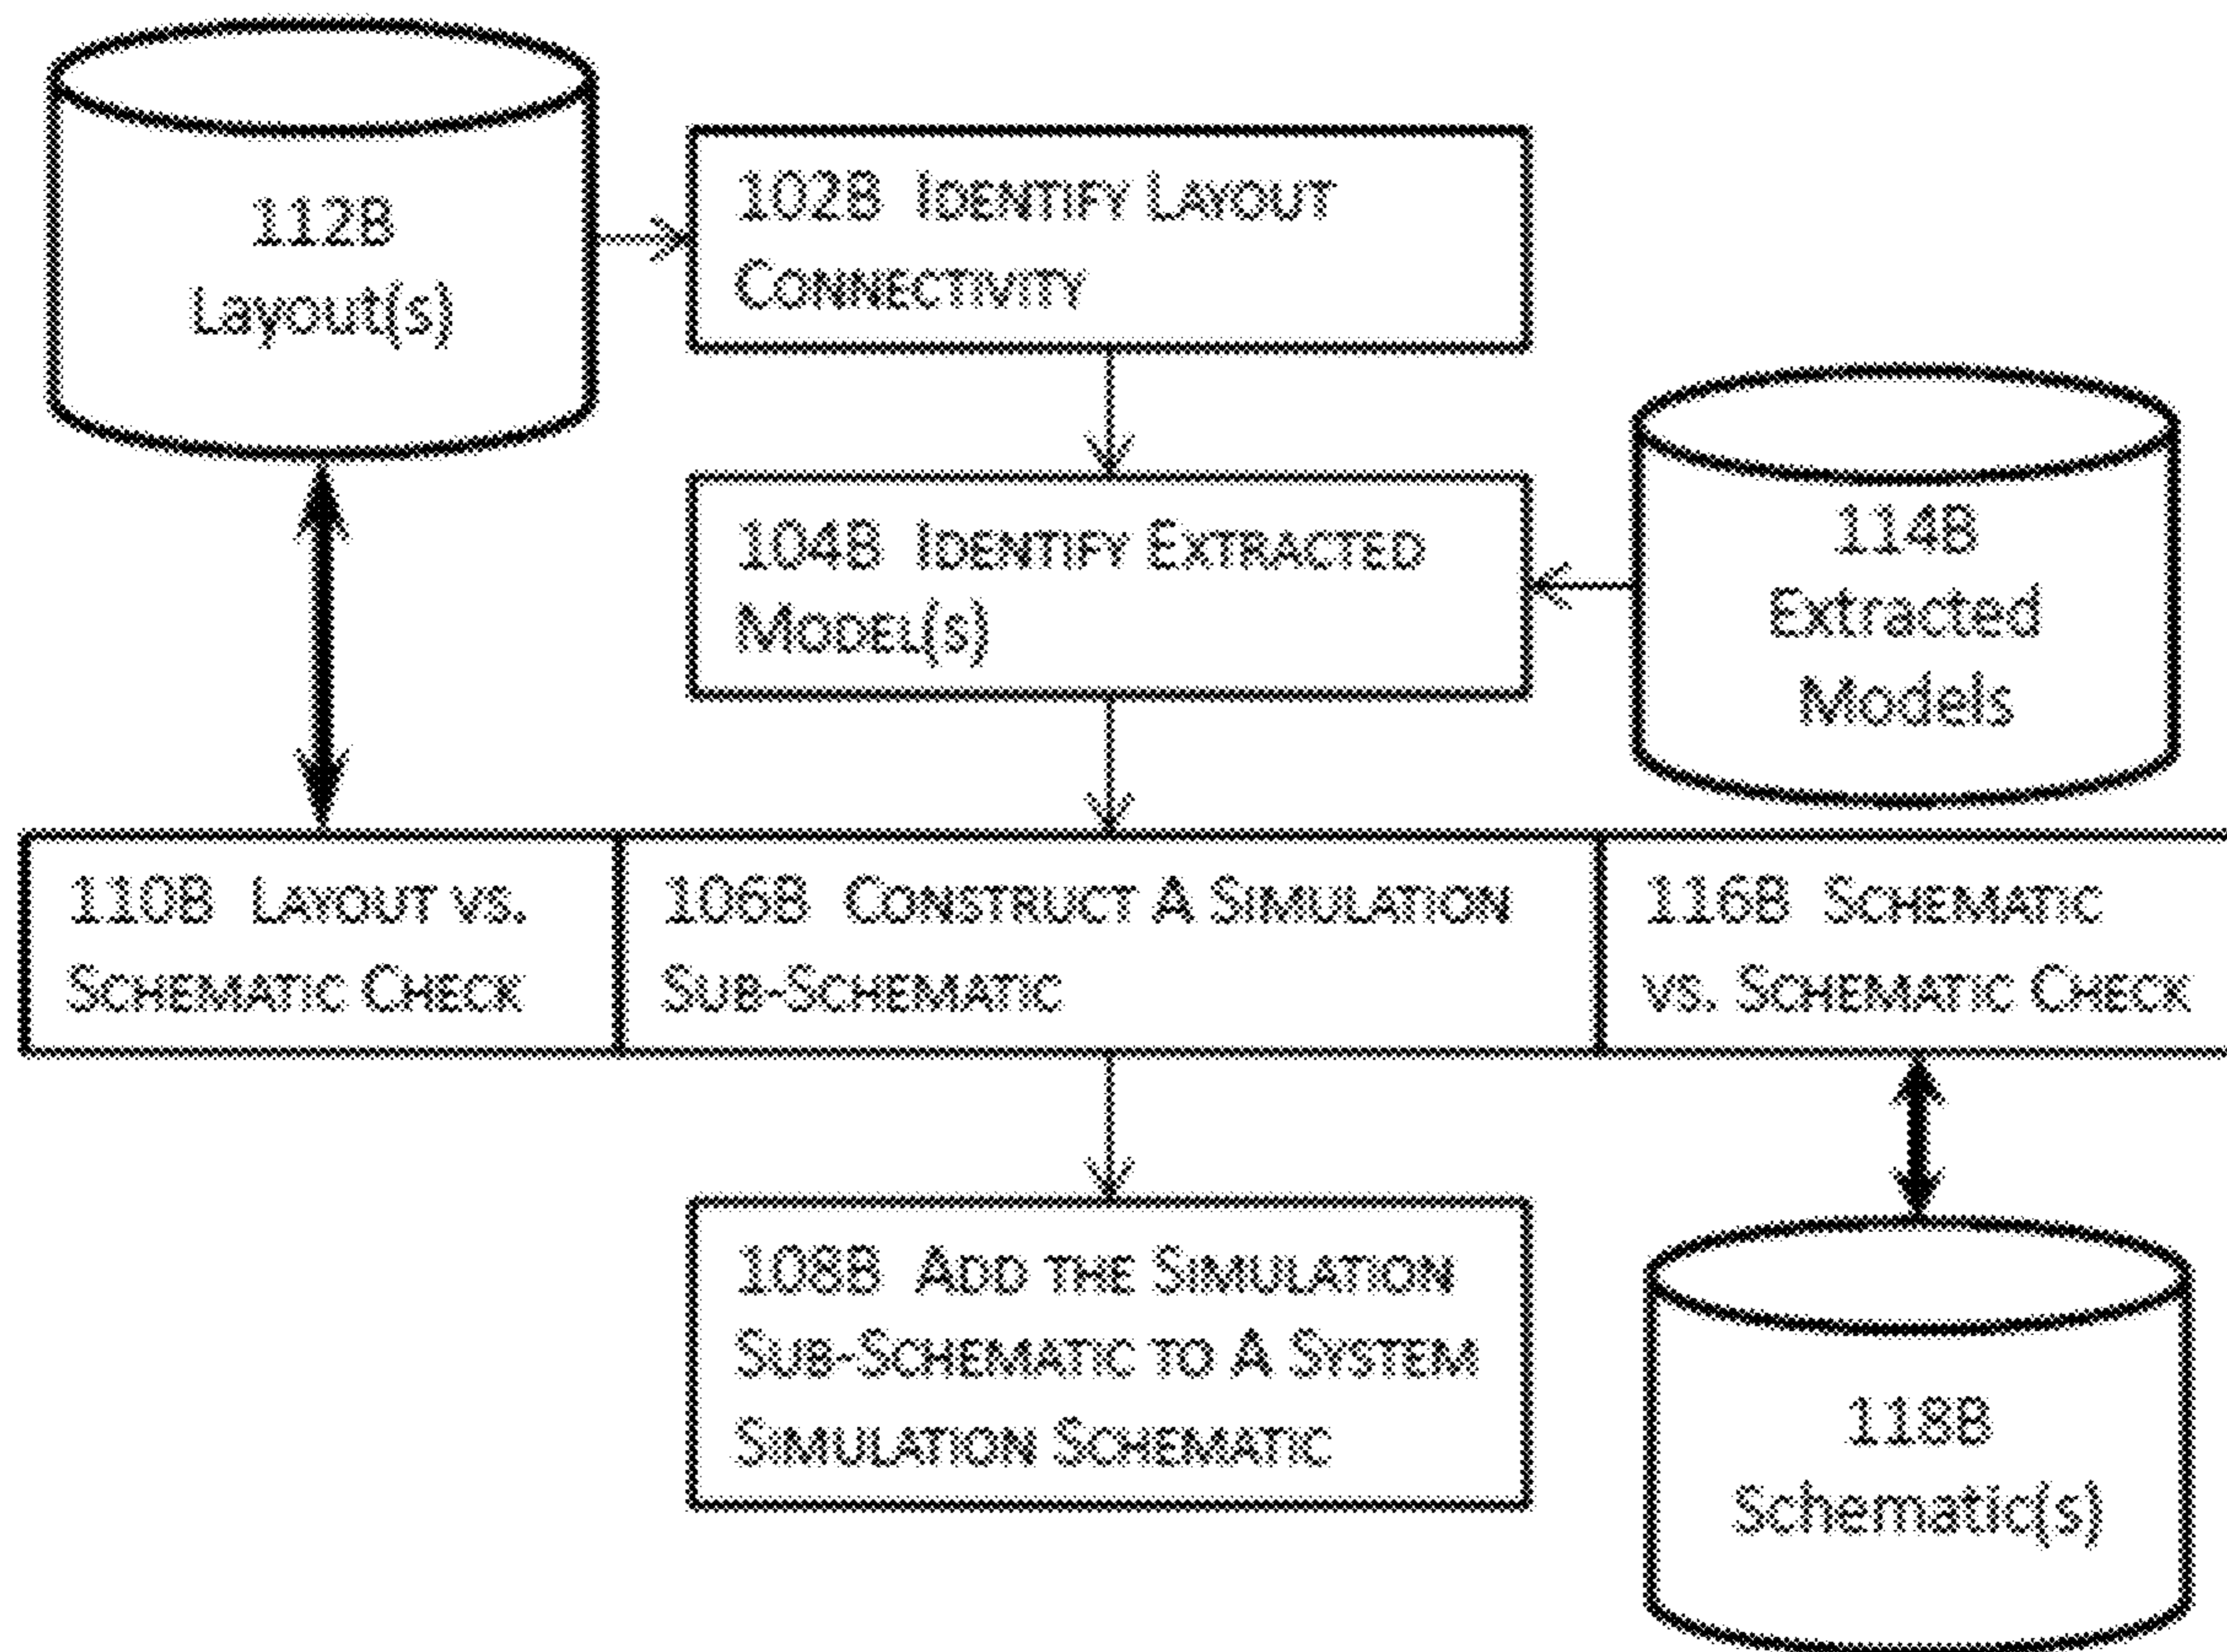 112B
Layout(s)
102B Identify Layout
Connectivity
104B Identify Extracted
Model(s)
114B
Extracted
Models
110B Layout vs.
Schematic Check
106B Construct A Simulation
Sub-Schematic
116B Schematic
vs. Schematic Check
108B Add the Simulation
Sub-Schematic to A System
Simulation Schematic
118B
Schematic(s)